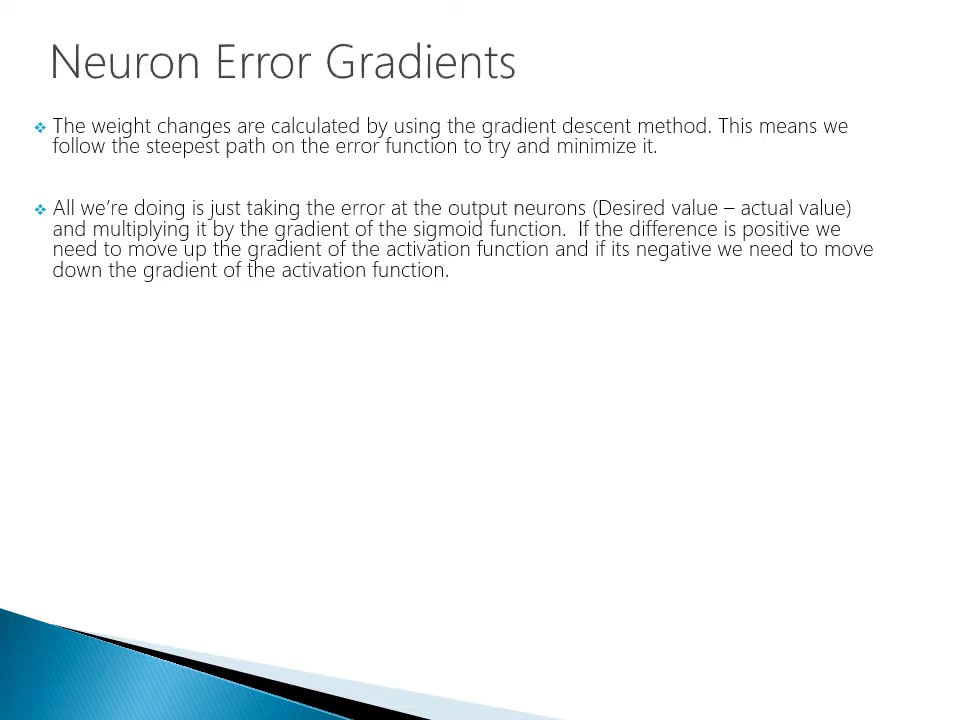 Neuron Error Gradients
The weight changes are calculated by using the gradient descent method. This means we
follow the steepest path on the error function to try and minimize it.
All we’re doing is just taking the error at the output neurons (Desired value – actual value)
and multiplying it by the gradient of the sigmoid function.  If the difference is positive we
need to move up the gradient of the activation function and if its negative we need to move
down the gradient of the activation function.